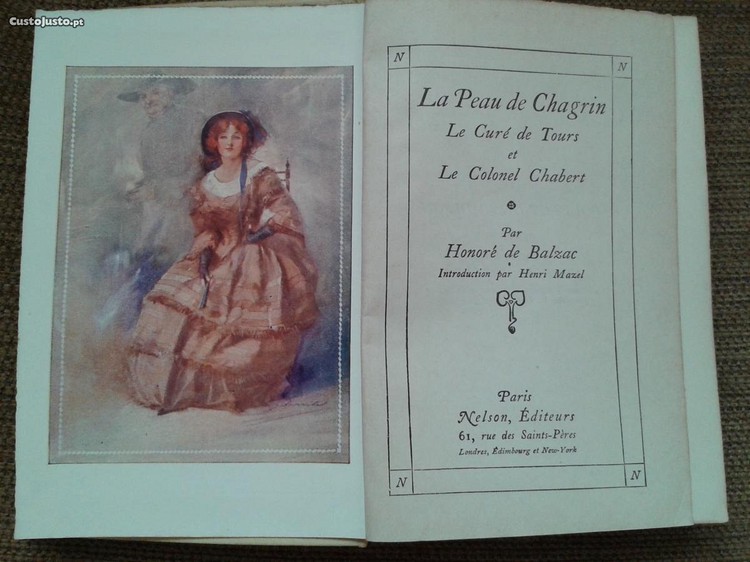 CustoJusto.pt
N
N
La Peau de Chagrin
Le Curé de Tours
et
Le Colonel Chabert
Par
Honoré de Balzac
Introduction par Henri Mazel
Paris
Nelson, Éditeurs
61, rue des Saints-Pères
Londres, Édimbourg et New-York
N
N